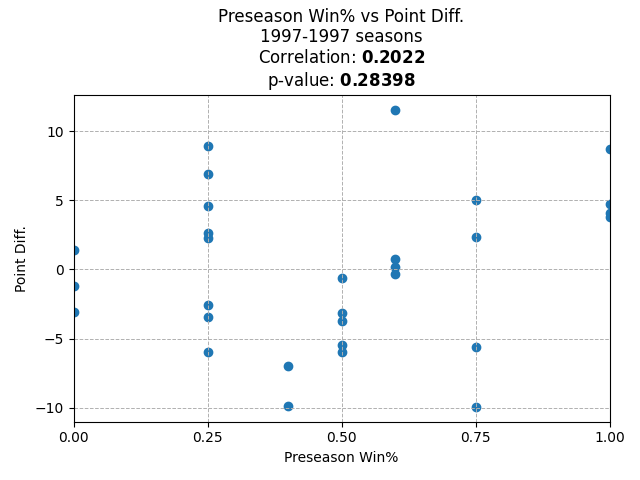 Preseason Win% vs Point Diff.
1997-1997 seasons
Correlation: 0.2022
p-value: 0.28398
10
5
0
−5
−10
Point Diff.
0.00 0.25 0.50 0.75 1.00
Preseason Win%